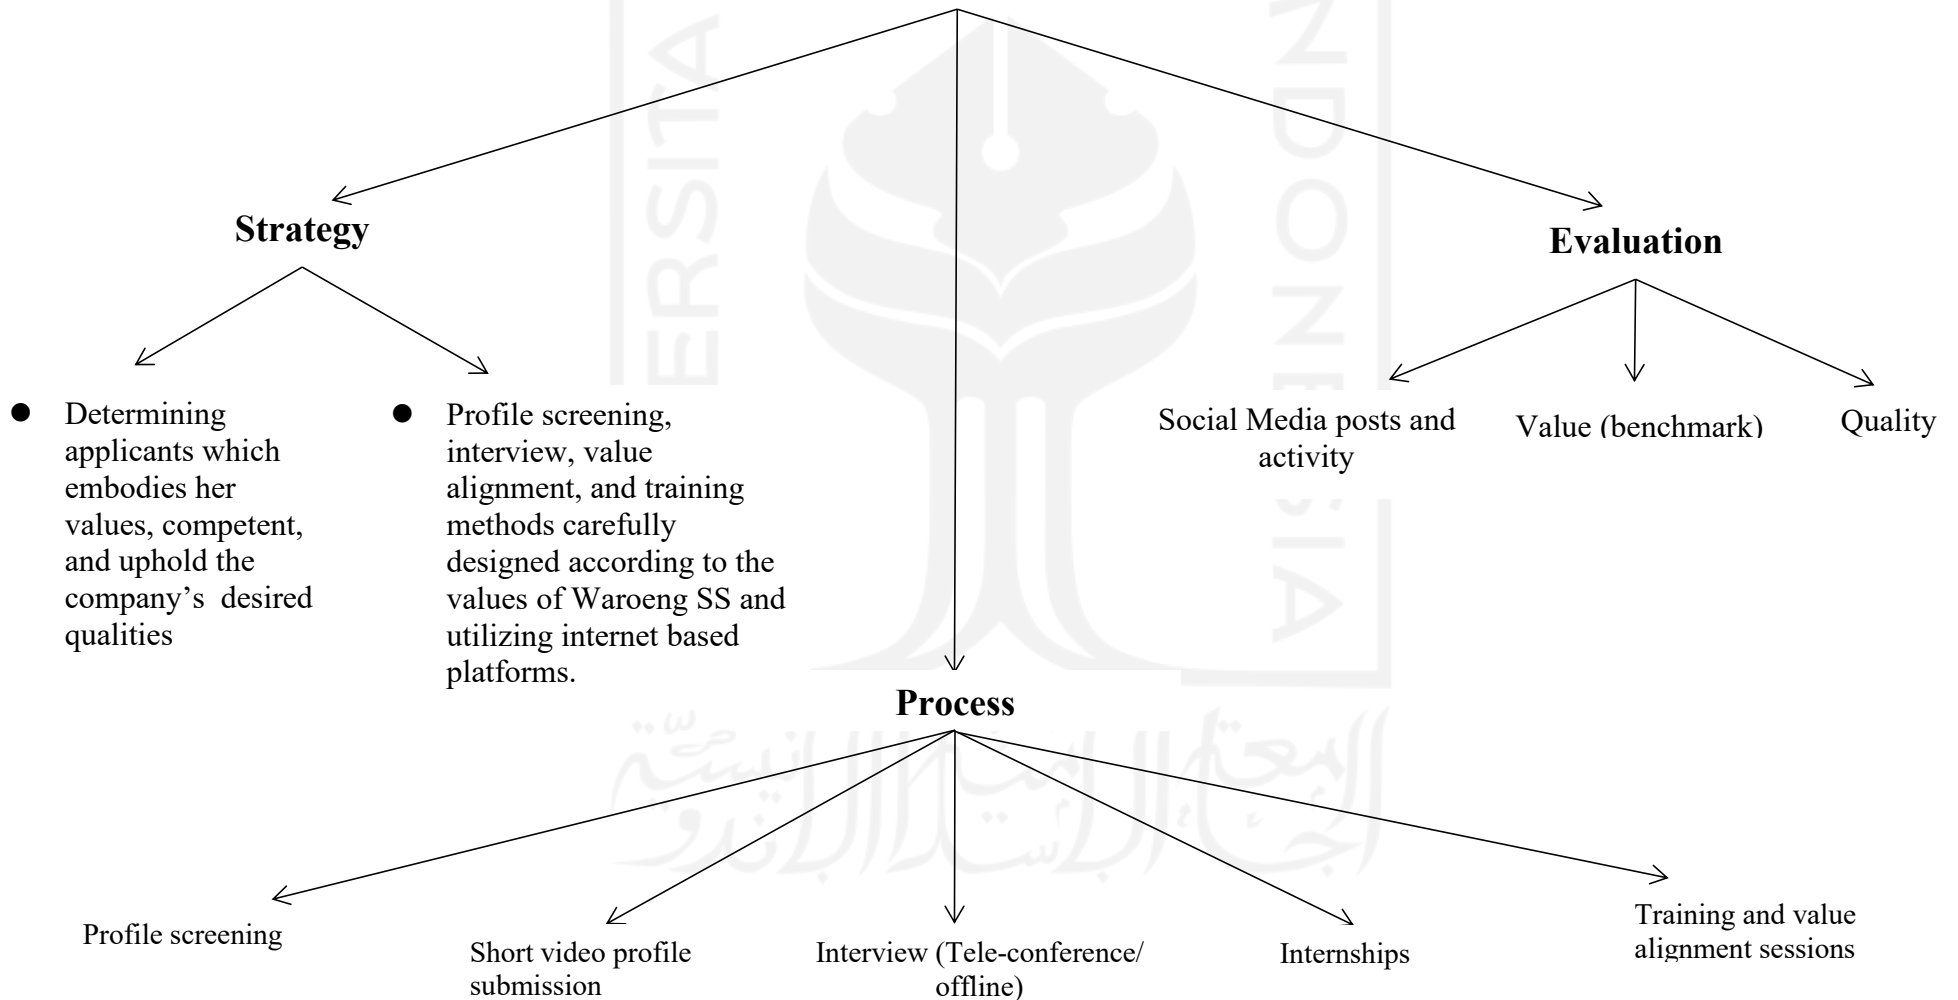 Strategy
Evaluation
● Determining
applicants which
embodies her
values, competent,
and uphold the
company’s desired
qualities
● Profile screening,
interview, value
alignment, and training
methods carefully
designed according to the
values of Waroeng SS and
utilizing internet based
platforms.
Social Media posts and
activity
Value (benchmark)
Quality
Process
Profile screening
Short video profile
submission
Interview (Tele-conference/
offline)
Internships
Training and value
alignment sessions